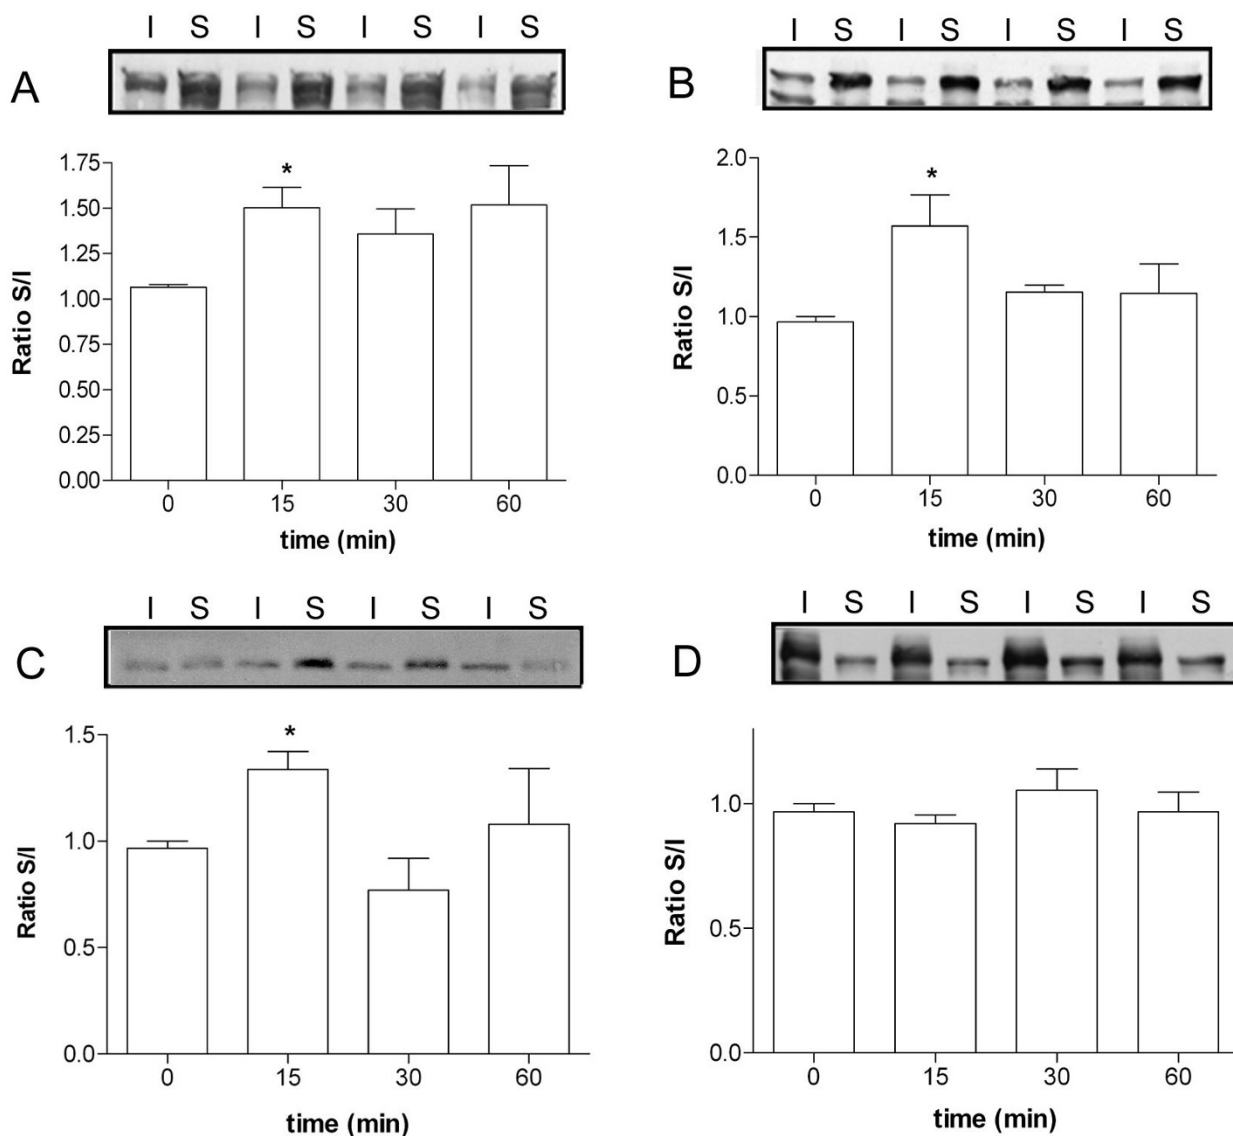 I S I S I S I S
A
*
1.75
1.50
1.25
1.00
0.75
0.50
0.25
0.00
Ratio S/I
0 15 30 60
time (min)
I S I S I S I S
B
*
2.0
1.5
1.0
0.5
0.0
Ratio S/I
0 15 30 60
time (min)
I S I S I S I S
C
*
1.5
1.0
0.5
0.0
Ratio S/I
0 15 30 60
time (min)
I S I S I S I S
D
1.0
0.5
0.0
Ratio S/I
0 15 30 60
time (min)